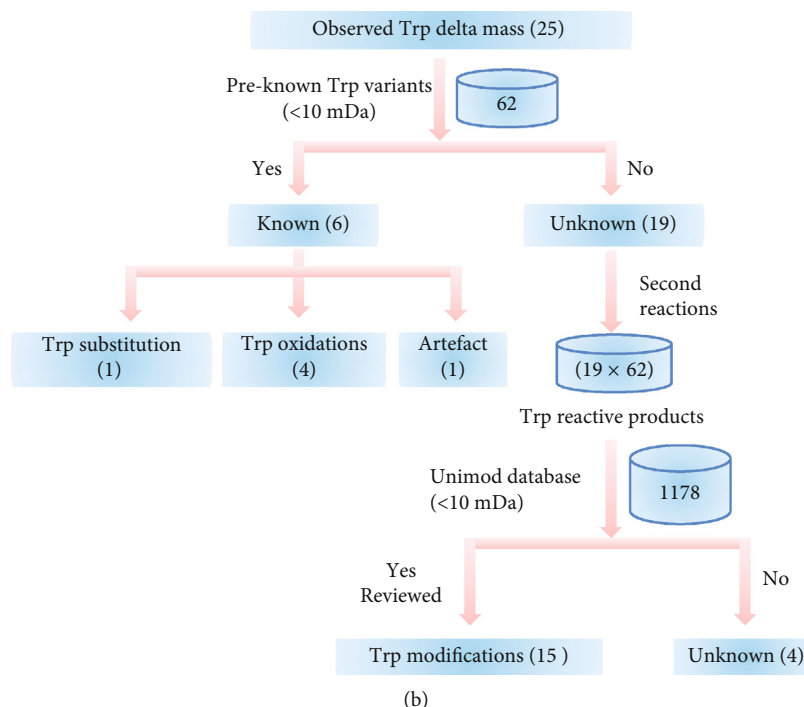 Observed Trp delta mass (25)
Pre-known Trp variants
(<10 mDa)
62
Yes
No
Known (6)
Unknown (19)
Second
reactions
Trp substitution
(1)
Trp oxidations
(4)
Artefact
(1)
(19 × 62)
Trp reactive products
Unimod database
(<10 mDa)
1178
Yes
Reviewed
No
Trp modifications (15 )
Unknown (4)
(b)